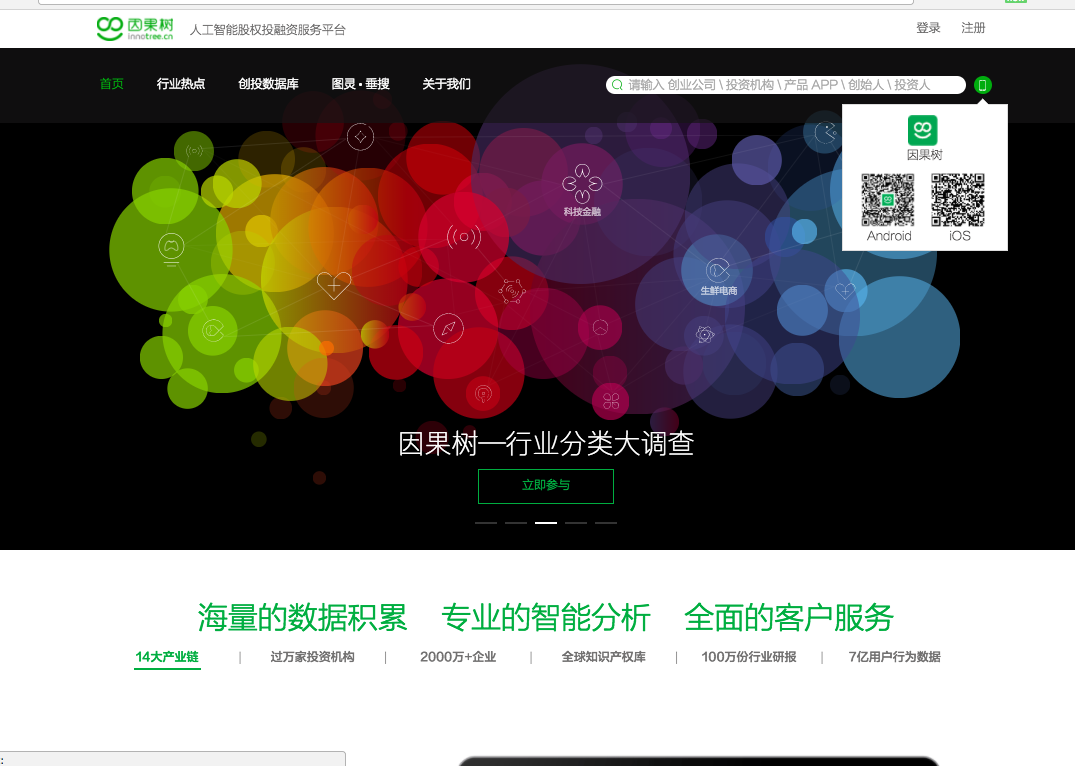 因果树
innotree.cn
人工智能股权投融资服务平台
登录 注册
首页 行业热点 创投数据库 图灵•垂搜 关于我们
请输入 创业公司 \ 投资机构 \ 产品 APP \ 创始人 \ 投资人
因果树
Android iOS
科技金融
生鲜电商
因果树—行业分类大调查
立即参与
海量的数据积累 专业的智能分析 全面的客户服务
14大产业链 | 过万家投资机构 | 2000万+企业 | 全球知识产权库 | 100万份行业研报 | 7亿用户行为数据